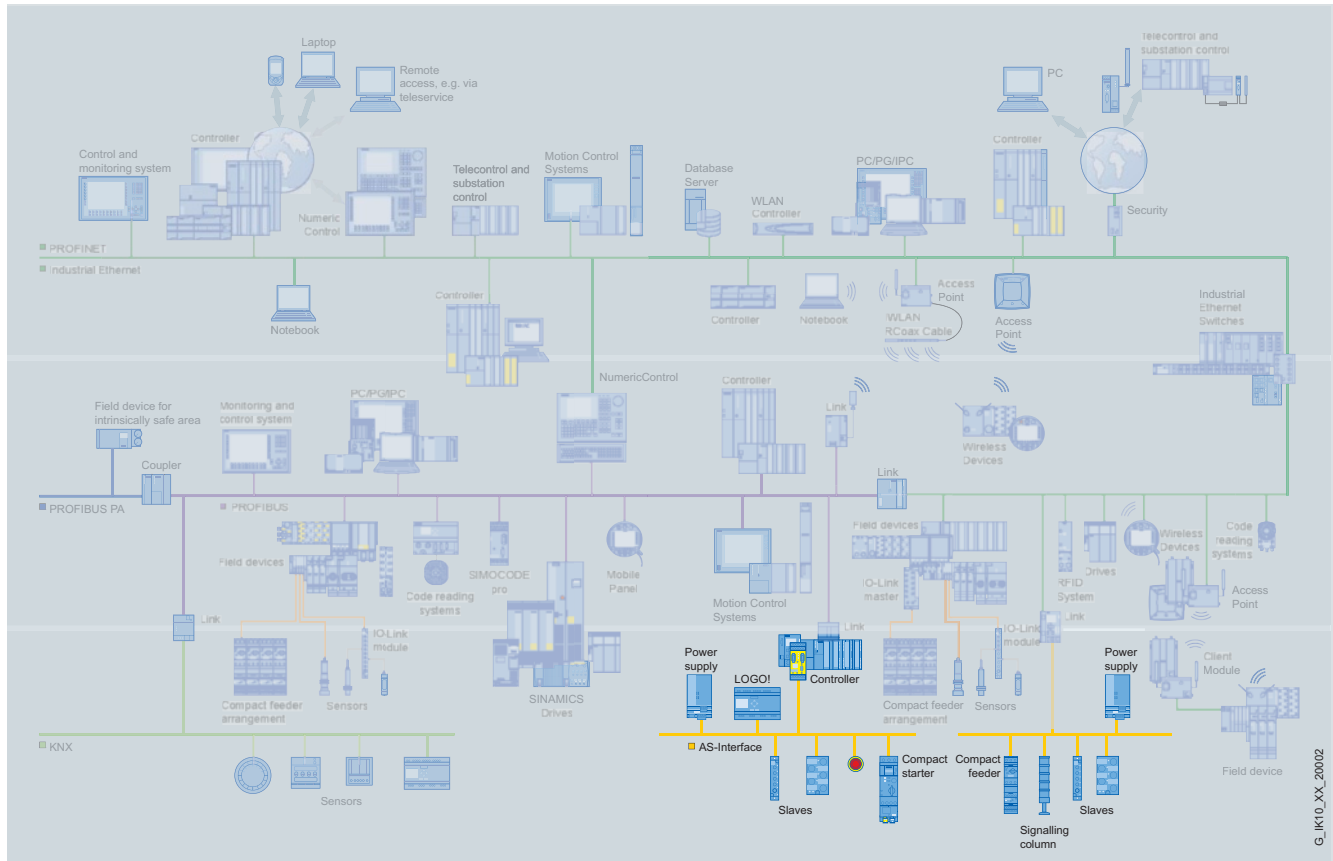 Laptop
Remote
access, e.g. via
teleservice
Controller
Control and
monitoring system
Numeric
Control
Telecontrol and
substation
control
Motion Control
Systems
Database
Server
WLAN
Controller
PC/PG/IPC
Controller
PC
Telecontrol and
substation control
Security
PROFINET
Industrial Ethernet
Notebook
Controller
Controller
Notebook
Access
Point
IWLAN
RCoax Cable
Access
Point
Industrial
Ethernet
Switches
Field device for
intrinsically safe area
Monitoring and
control system
PC/PG/IPC
NumericControl
Controller
Link
Wireless
Devices
Coupler
Link
PROFIBUS PA
PROFIBUS
Field devices
Code reading
systems
SIMOCODE
pro
Mobile
Panel
Motion Control
Systems
Field devices
IO-Link
master
RFID
System
Drives
Wireless
Devices
Code
reading
systems
Access
Point
Link
Link
Link
IO-Link
module
IO-Link
module
Compact feeder
arrangement
Sensors
SINAMICS
Drives
Power
supply
LOGO!
Controller
Compact feeder
arrangement
Sensors
Power
supply
Client
Module
KNX
Sensors
AS-Interface
Slaves
Compact
starter
Compact
feeder
Signalling
column
Slaves
Field device
G_IK10_XX_20002